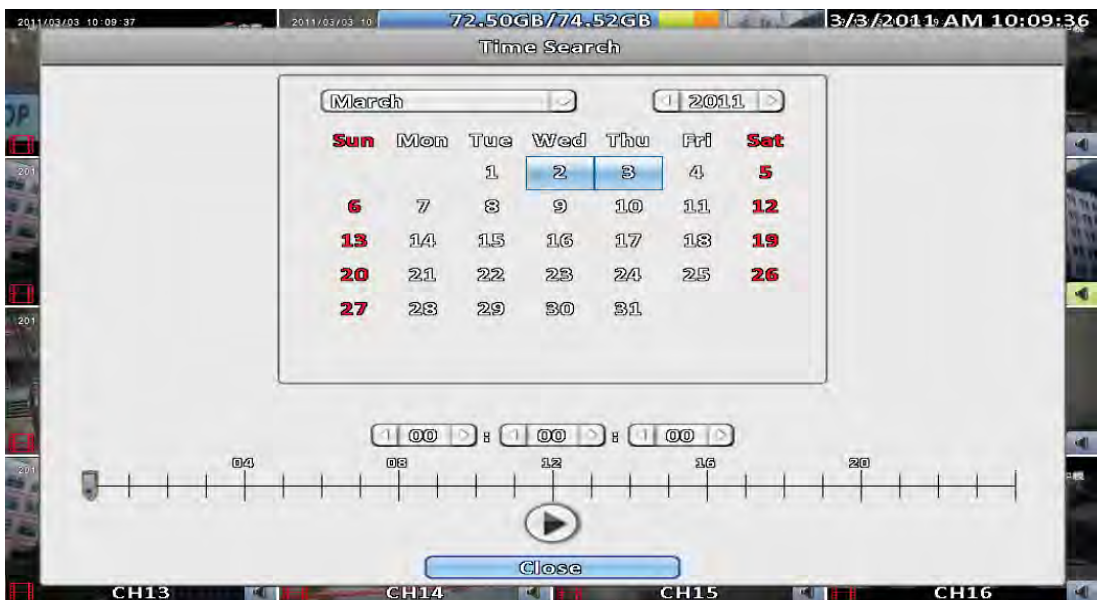 2011/03/03 10:09:37
2011/03/03 10
72.50GB/74.52GB
3/3/2011 AM 10:09:36
Time Search
March
2011
Sun Mon Tue Wed Thu Fri Sat
1 2 3 4 5
6 7 8 9 10 11 12
13 14 15 16 17 18 19
20 21 22 23 24 25 26
27 28 29 30 31
00 : 00 : 00
04 08 12 16 20
Close
CH13 CH14 CH15 CH16